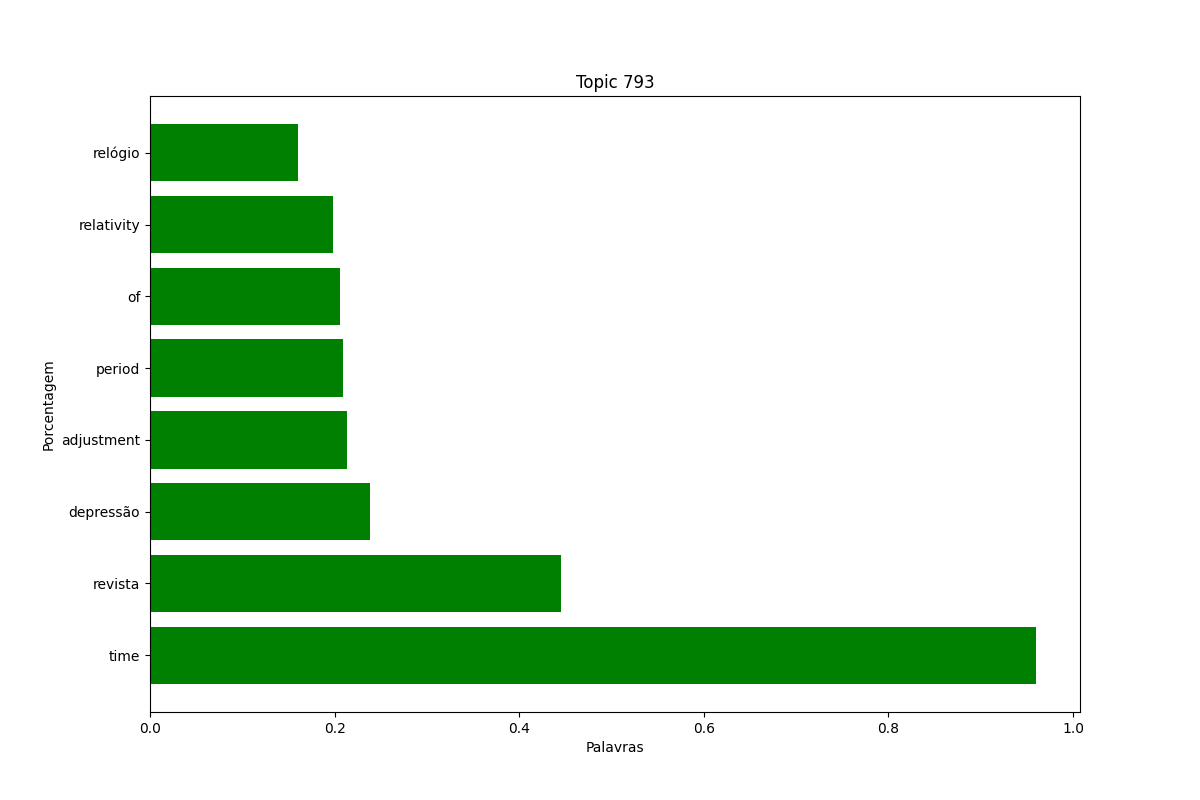 Topic 793
relógio
relativity
of
period
adjustment
depressão
revista
time
Porcentagem
0.0 0.2 0.4 0.6 0.8 1.0
Palavras